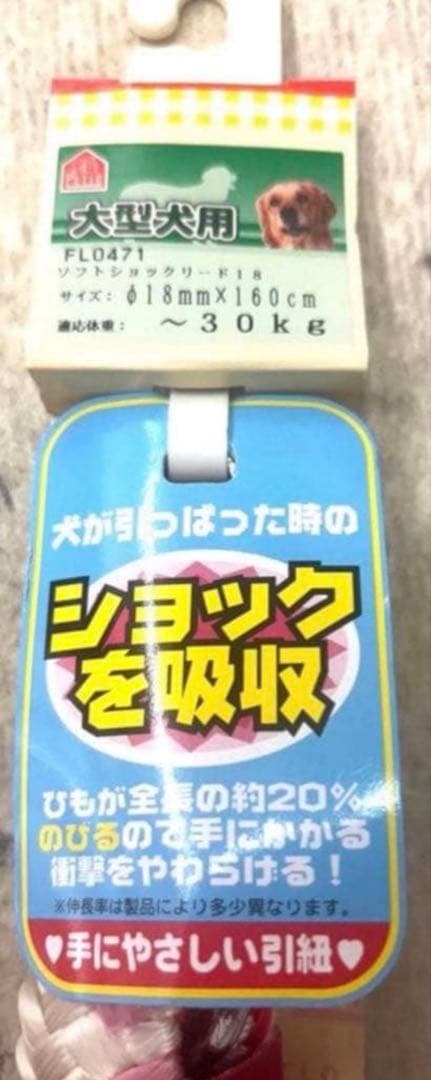 大型犬用
FL0471
ソフトショックリード18
サイズ: φ18mm×160cm
適応体重: ～30kg
犬が引っぱった時の
ショック
を吸収
ひもが全長の約20%
のびるので手にかかる
衝撃をやわらげる!
※伸長率は製品により多少異なります。
♥手にやさしい引紐♥